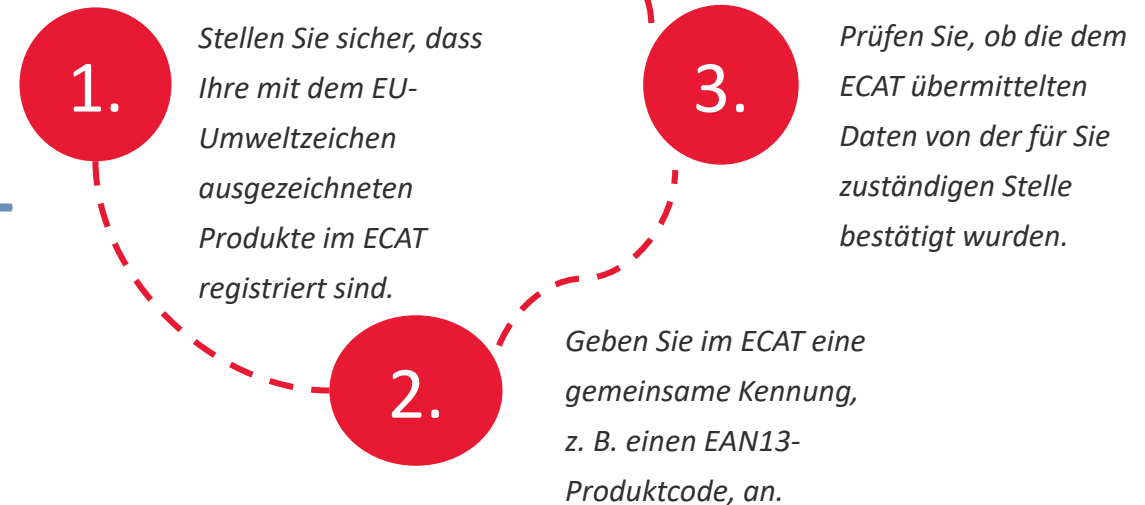 1.
Stellen Sie sicher, dass
Ihre mit dem EU-
Umweltzeichen
ausgezeichneten
Produkte im ECAT
registriert sind.
2.
Geben Sie im ECAT eine
gemeinsame Kennung,
z. B. einen EAN13-
Produktcode, an.
3.
Prüfen Sie, ob die dem
ECAT übermittelten
Daten von der für Sie
zuständigen Stelle
bestätigt wurden.